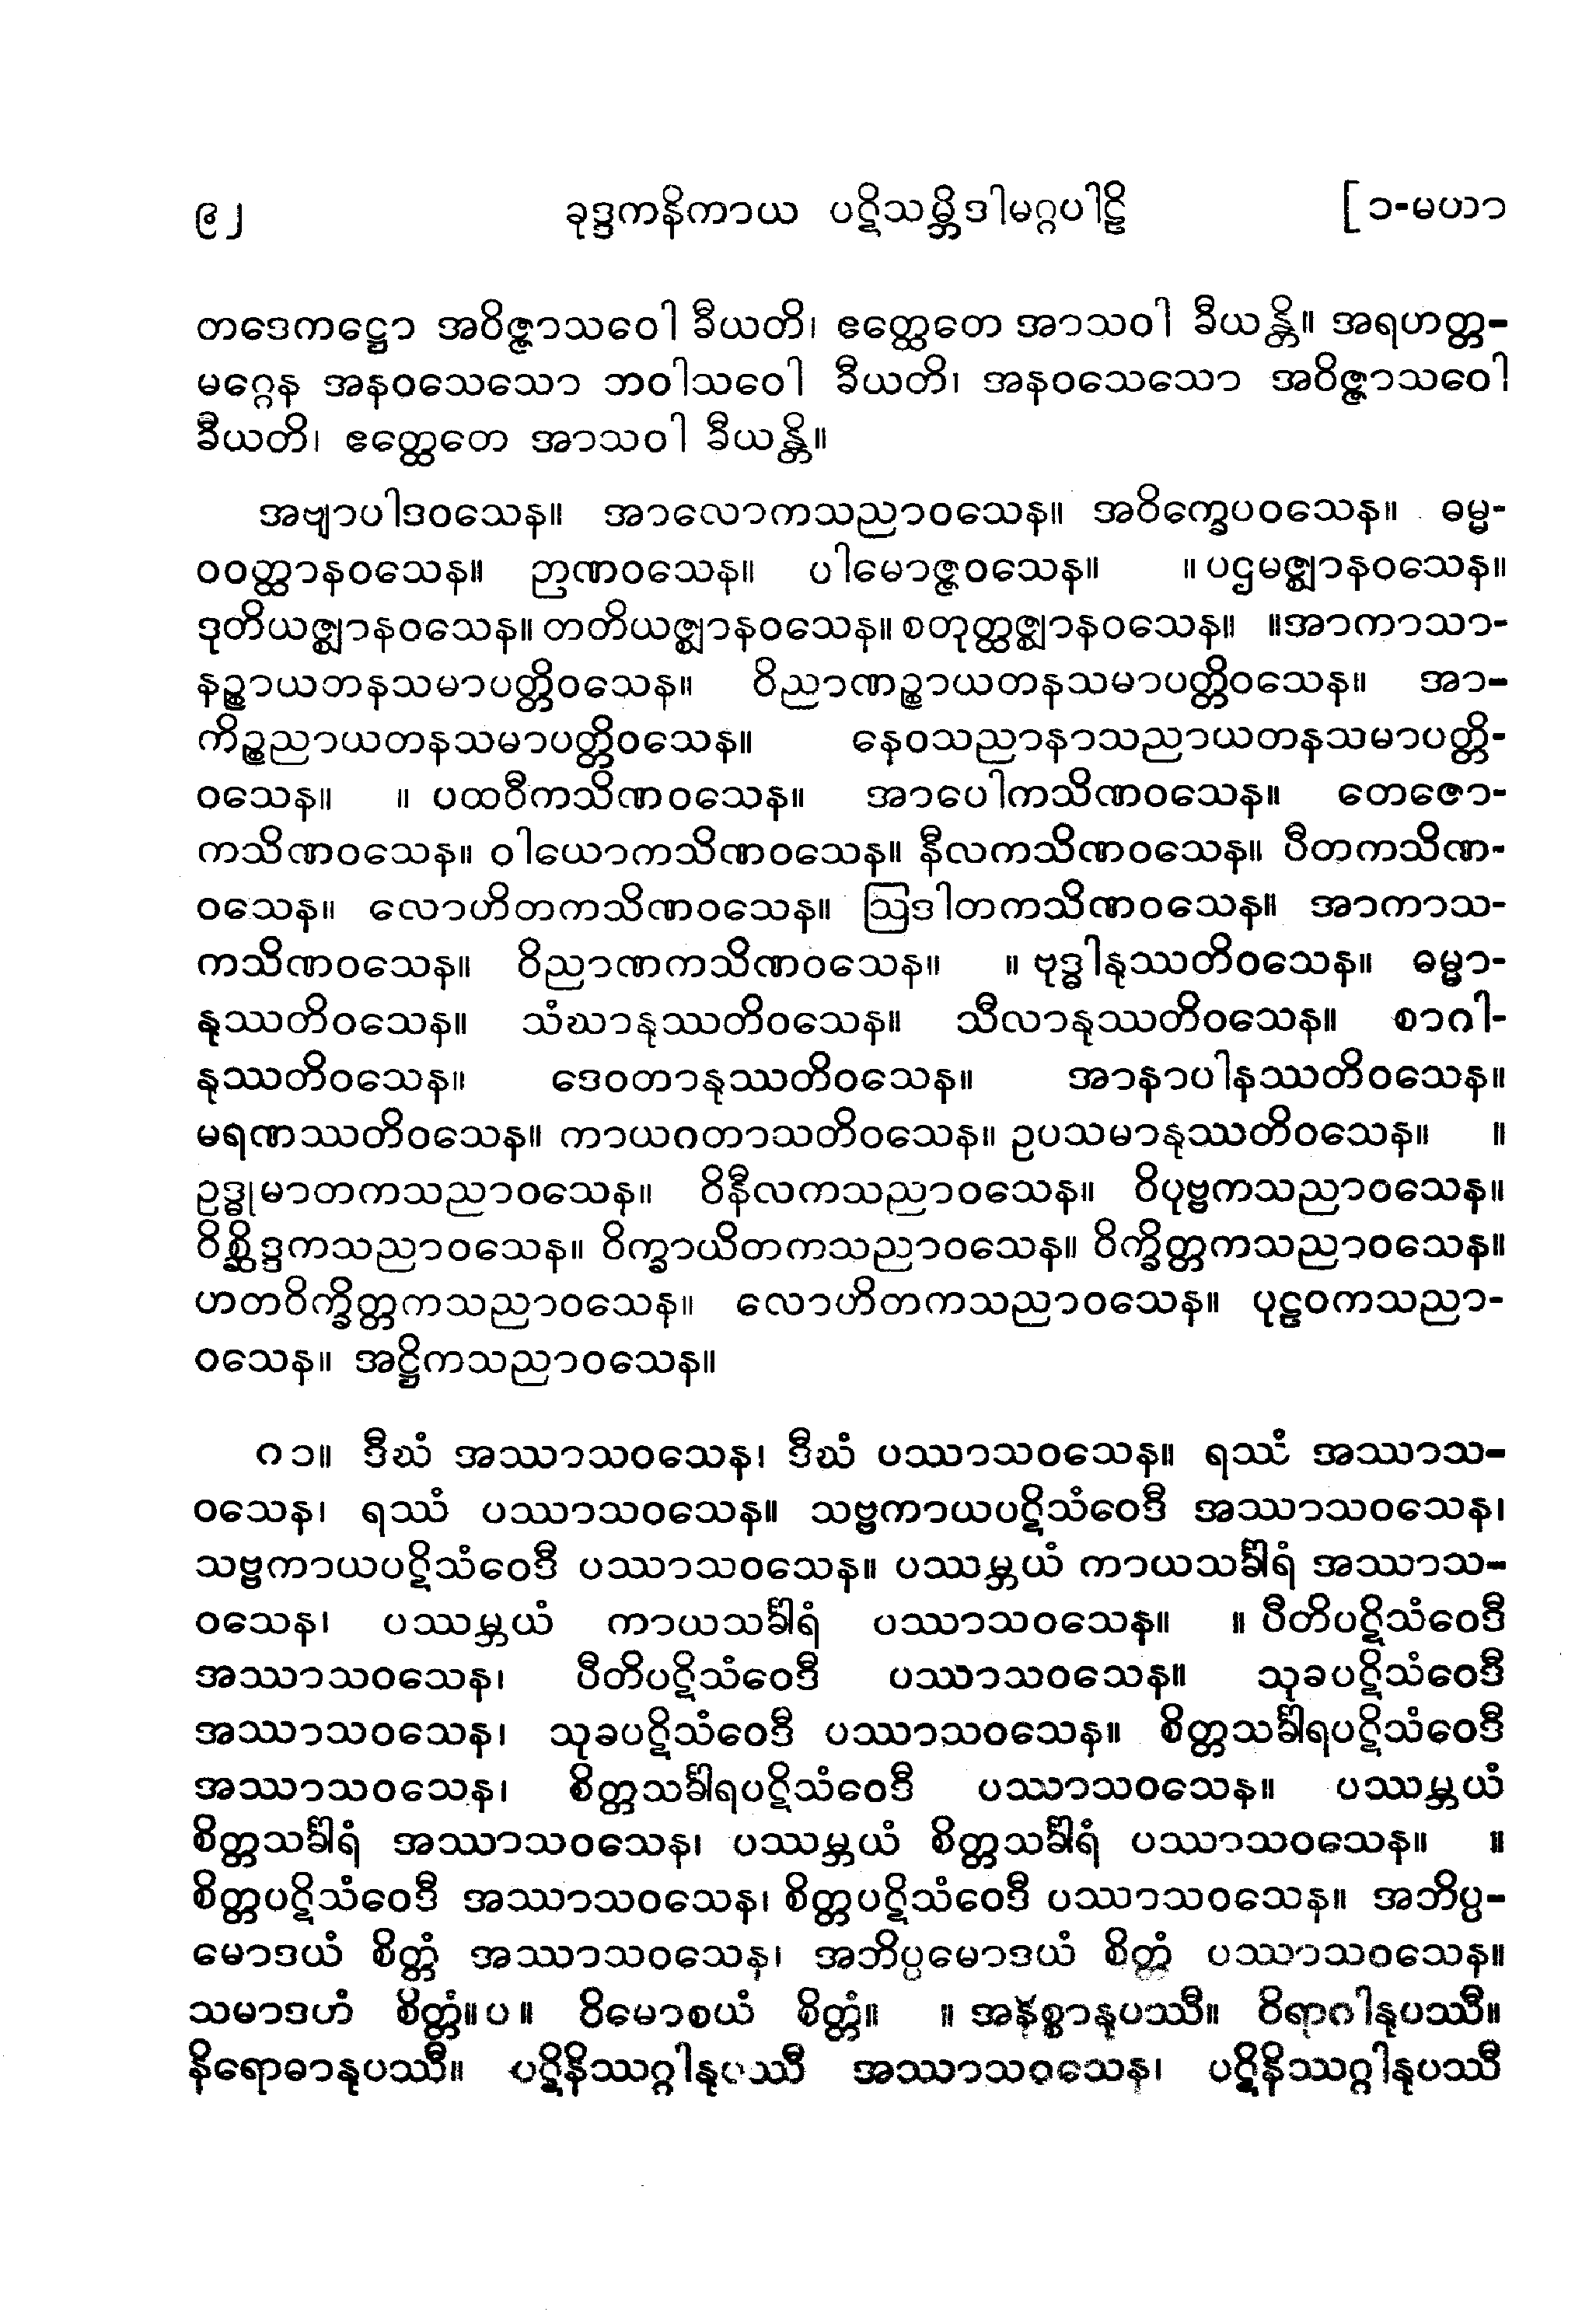 ၉၂ ခုဒ္ဒကနိကာယ ပဋိသမ္ဘိဒါမဂ္ဂပါဠိ [ ၁-မဟာ
တဒေကဋ္ဌော အဝိဇ္ဇာသဝေါ ခီယတိ၊ ဧတ္ထေတေ အာသဝါ ခီယန္တိ။ အရဟတ္တ-
မဂ္ဂေန အနဝသေသော ဘဝါသဝေါ ခီယတိ၊ အနဝသေသော အဝိဇ္ဇာသဝေါ
ခီယတိ၊ ဧတ္ထေတေ အာသဝါ ခီယန္တိ။
အဗျာပါဒဝသေန။ အာလောကသညာဝသေန။ အဝိက္ခေပဝသေန။ ဓမ္မ-
ဝဝတ္ထာနဝသေန။ ဉာဏဝသေန။ ပါမောဇ္ဇဝသေန။ ။ ပဌမဇ္ဈာနဝသေန။
ဒုတိယဇ္ဈာနဝသေန။ တတိယဇ္ဈာနဝသေန။ စတုတ္ထဇ္ဈာနဝသေန။ ။အာကာသာ-
နဉ္စာယဘနသမာပတ္တိဝသေန။ ဝိညာဏဉ္စာယတနသမာပတ္တိဝသေန။ အာ-
ကိဉ္စညာယတနသမာပတ္တိဝသေန။ နေဝသညာနာသညာယတနသမာပတ္တိ-
ဝသေန။ ။ ပထဝီကသိဏဝသေန။ အာပေါကသိဏဝသေန။ တေဇော-
ကသိဏဝသေန။ ဝါယောကသိဏဝသေန။ နီလကသိဏဝသေန။ ပီတကသိဏ-
ဝသေန။ လောဟိတကသိဏဝသေန။ ဩဒါတကသိဏဝသေန။ အာကာသ-
ကသိဏဝသေန။ ဝိညာဏကသိဏဝသေန။ ။ ဗုဒ္ဓါနုဿတိဝသေန။ ဓမ္မာ-
နုဿတိဝသေန။ သံဃာနုဿတိဝသေန။ သီလာနုဿတိဝသေန။ စာဂါ-
နုဿတိဝသေန။ ဒေဝတာနုဿတိဝသေန။ အာနာပါနဿတိဝသေန။
မရဏဿတိဝသေန။ ကာယဂတာသတိဝသေန။ ဥပသမာနုဿတိဝသေန။ ။
ဥဒ္ဓုမာတကသညာဝသေန။ ဝိနီလကသညာဝသေန။ ဝိပုဗ္ဗကသညာဝသေန။
ဝိစ္ဆိဒ္ဒကသညာဝသေန။ ဝိက္ခာယိတကသညာဝသေန။ ဝိက္ခိတ္တကသညာဝသေန။
ဟတဝိက္ခိတ္တကသညာဝသေန။ လောဟိတကသညာဝသေန။ ပုဠဝကသညာ-
ဝသေန။ အဋ္ဌိကသညာဝသေန။
ဂ၁။ ဒီဃံ အဿာသဝသေန၊ ဒီဃံ ပဿာသဝသေန။ ရဿံ အဿာသ-
ဝသေန၊ ရဿံ ပဿာသဝသေန။ သဗ္ဗကာယပဋိသံဝေဒီ အဿာသဝသေန၊
သဗ္ဗကာယပဋိသံဝေဒီ ပဿာသဝသေန။ ပဿမ္ဘယံ ကာယသင်္ခါရံ အဿာသ-
ဝသေန၊ ပဿမ္ဘယံ ကာယသင်္ခါရံ ပဿာသဝသေန။ ။ ပီတိပဋိသံဝေဒီ
အဿာသဝသေန၊ ပီတိပဋိသံဝေဒီ ပဿာသဝသေန။ သုခပဋိသံဝေဒီ
အဿာသဝသေန၊ သုခပဋိသံဝေဒီ ပဿာသဝသေန။ စိတ္တသင်္ခါရပဋိသံဝေဒီ
အဿာသဝသေန၊ စိတ္တသင်္ခါရပဋိသံဝေဒီ ပဿာသဝသေန။ ပဿမ္ဘယံ
စိတ္တသင်္ခါရံ အဿာသဝသေန၊ ပဿမ္ဘယံ စိတ္တသင်္ခါရံ ပဿာသဝသေန။ ။
စိတ္တပဋိသံဝေဒီ အဿာသဝသေန၊ စိတ္တပဋိသံဝေဒီ ပဿာသဝသေန။ အဘိပ္ပ-
မောဒယံ စိတ္တံ အဿာသဝသေန၊ အဘိပ္ပမောဒယံ စိတ္တံ ပဿာသဝသေန။
သမာဒဟံ စိတ္တံ။ပ။ ဝိမောစယံ စိတ္တံ။ ။ အနိစ္စာနုပဿီ။ ဝိရာဂါနုပဿီ။
နိရောဓာနုပဿီ။ ပဋိနိဿဂ္ဂါနုပဿီ အဿာသဝသေန၊ ပဋိနိဿဂ္ဂါနုပဿီ